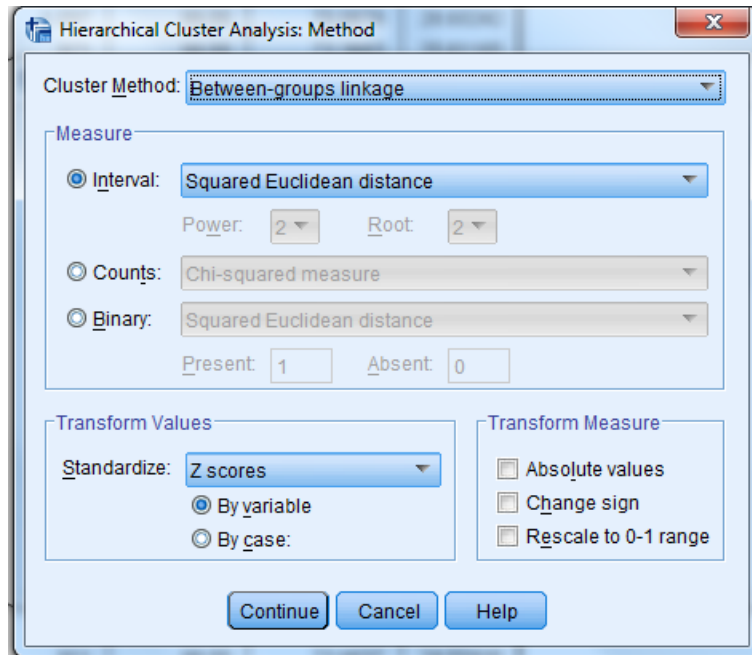 Hierarchical Cluster Analysis: Method
Cluster Method: Between-groups linkage
Measure
Interval: Squared Euclidean distance
Power: 2 Root: 2
Counts: Chi-squared measure
Binary: Squared Euclidean distance
Present: 1 Absent: 0
Transform Values
Standardize: Z scores
By variable
By case:
Transform Measure
Absolute values
Change sign
Rescale to 0-1 range
Continue Cancel Help